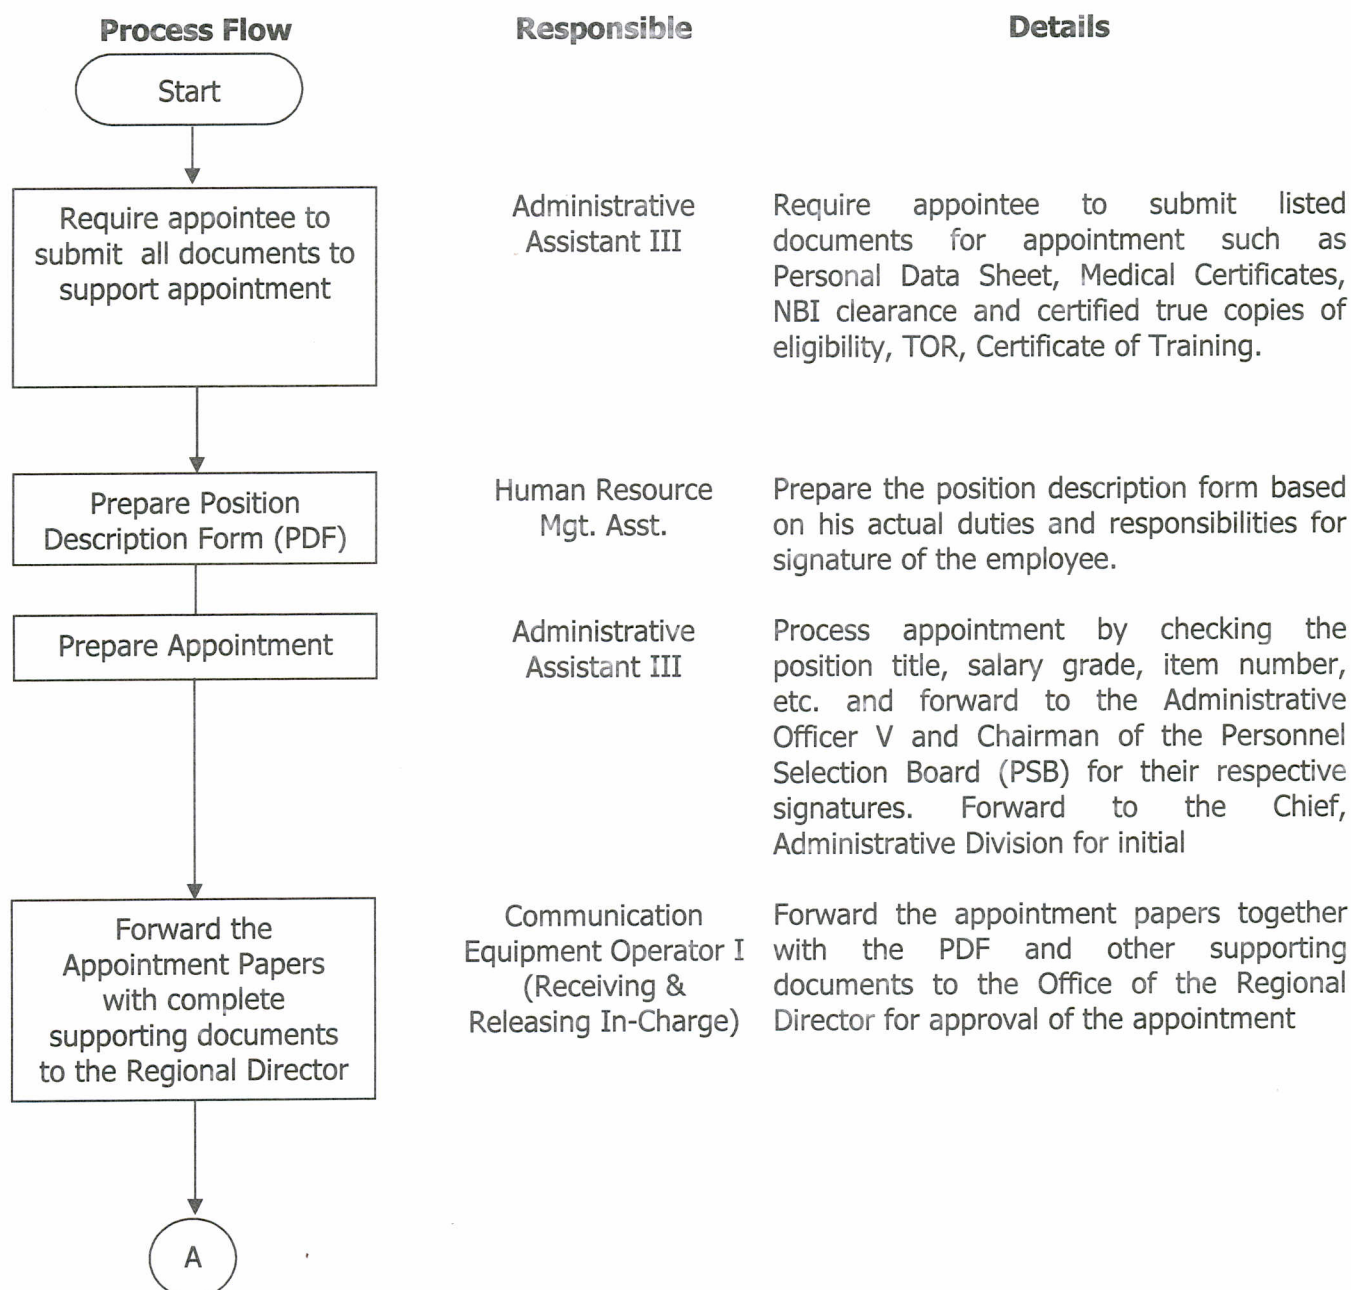 Process Flow
Responsible
Details
Start
Require appointee to
submit all documents to
support appointment
Administrative
Assistant III
Require appointee to submit listed
documents for appointment such as
Personal Data Sheet, Medical Certificates,
NBI clearance and certified true copies of
eligibility, TOR, Certificate of Training.
Prepare Position
Description Form (PDF)
Human Resource
Mgt. Asst.
Prepare the position description form based
on his actual duties and responsibilities for
signature of the employee.
Prepare Appointment
Administrative
Assistant III
Process appointment by checking the
position title, salary grade, item number,
etc. and forward to the Administrative
Officer V and Chairman of the Personnel
Selection Board (PSB) for their respective
signatures. Forward to the Chief,
Administrative Division for initial
Forward the
Appointment Papers
with complete
supporting documents
to the Regional Director
Communication
Equipment Operator I
(Receiving &
Releasing In-Charge)
Forward the appointment papers together
with the PDF and other supporting
documents to the Office of the Regional
Director for approval of the appointment
A